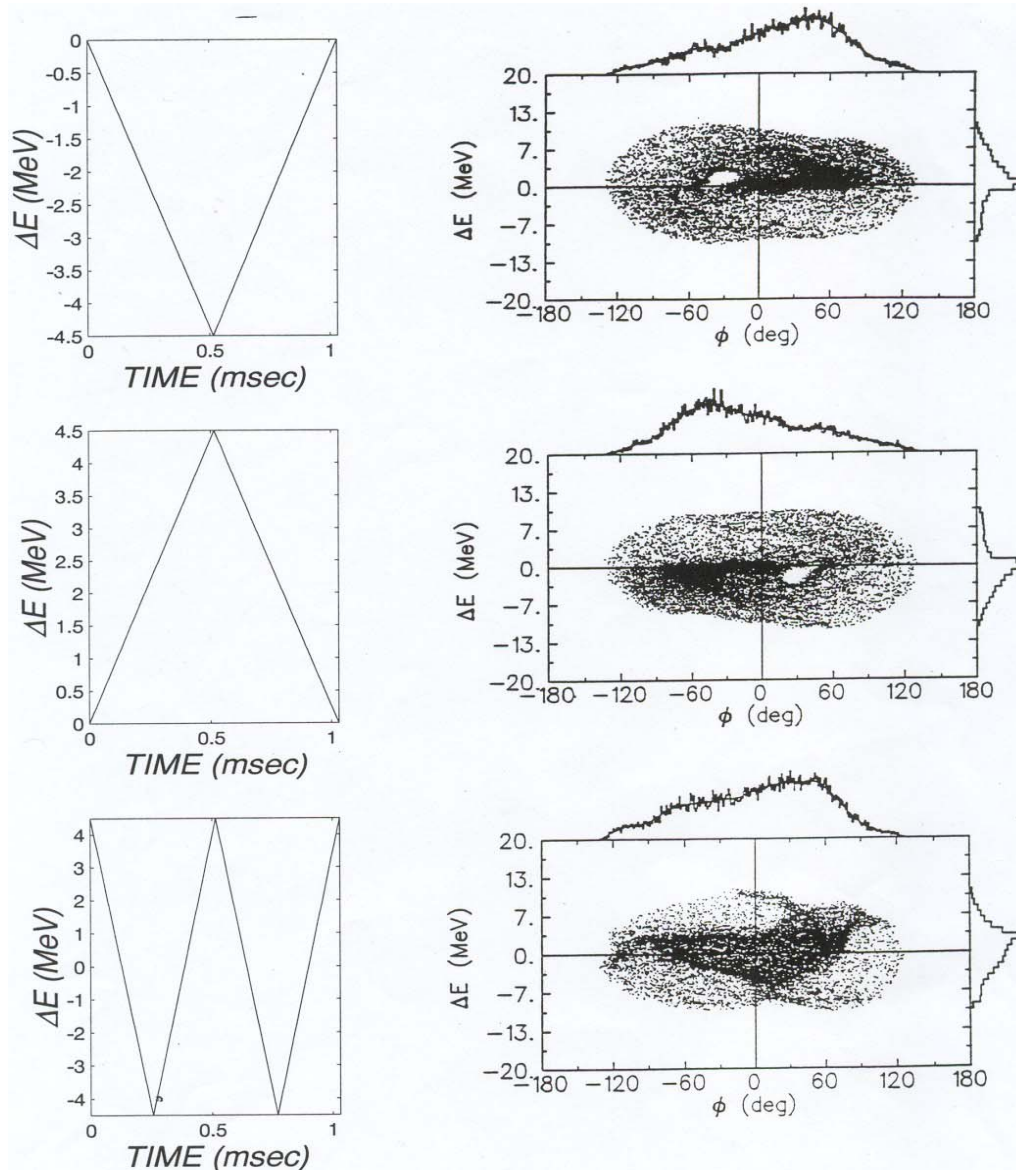 0
-0.5
-1
-1.5
-2
-2.5
-3
-3.5
-4
-4.5
ΔE (MeV)
0 0.5 1
TIME (msec)
20.
13.
7.
0.
-7.
-13.
-20.
ΔE (MeV)
-180 -120 -60 0 60 120 180
ϕ (deg)
4.5
4
3.5
3
2.5
2
1.5
1
0.5
0
ΔE (MeV)
0 0.5 1
TIME (msec)
20.
13.
7.
0.
-7.
-13.
-20.
ΔE (MeV)
-180 -120 -60 0 60 120 180
ϕ (deg)
4
3
2
1
0
-1
-2
-3
-4
ΔE (MeV)
0 0.5 1
TIME (msec)
20.
13.
7.
0.
-7.
-13.
-20.
ΔE (MeV)
-180 -120 -60 0 60 120 180
ϕ (deg)